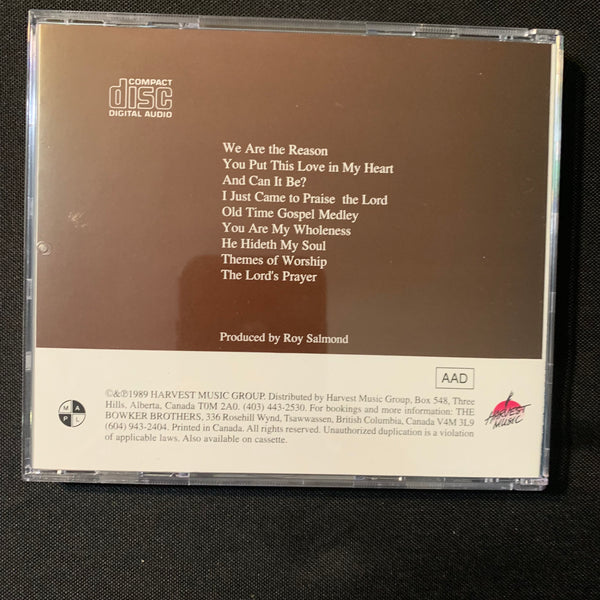 COMPACT
disc
DIGITAL AUDIO
We Are the Reason
You Put This Love in My Heart
And Can It Be?
I Just Came to Praise the Lord
Old Time Gospel Medley
You Are My Wholeness
He Hideth My Soul
Themes of Worship
The Lord's Prayer
Produced by Roy Salmond
AAD
©&℗1989 HARVEST MUSIC GROUP. Distributed by Harvest Music Group, Box 548, Three
Hills, Alberta, Canada T0M 2A0. (403) 443-2530. For bookings and more information: THE
BOWKER BROTHERS, 336 Rosehill Wynd, Tsawwassen, British Columbia, Canada V4M 3L9
(604) 943-2404. Printed in Canada. All rights reserved. Unauthorized duplication is a violation
of applicable laws. Also available on cassette.
M A
P L
HARVEST
MUSIC